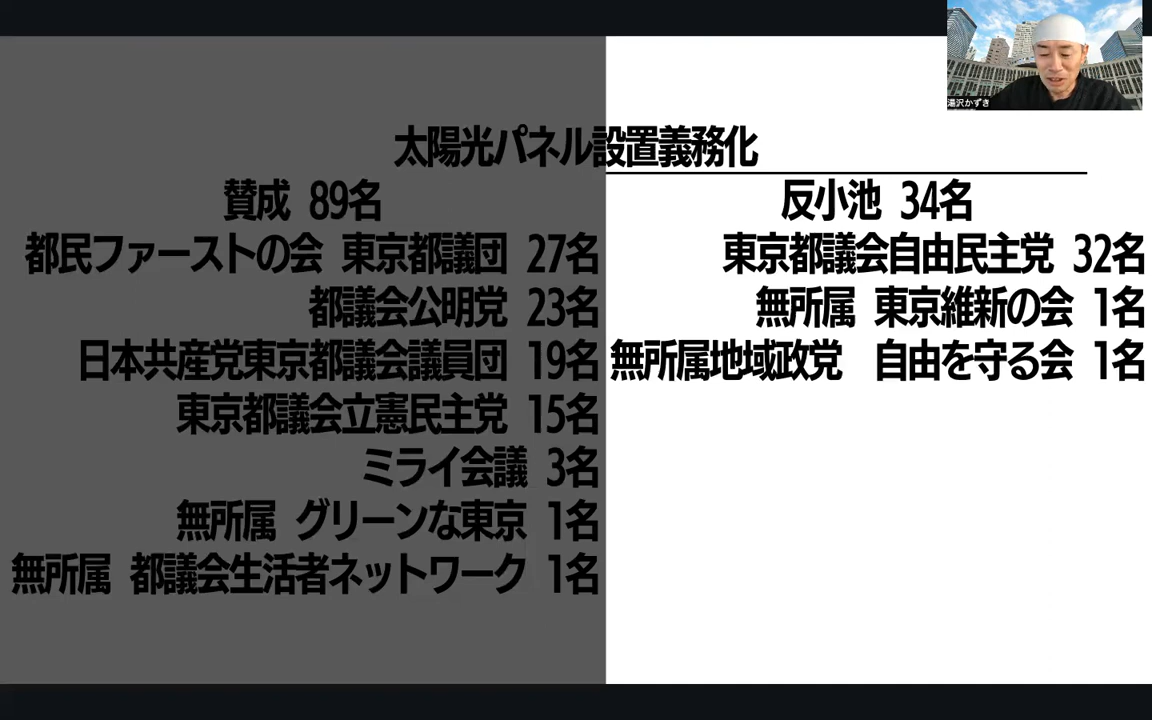 湯沢かずき
太陽光パネル設置義務化
賛成 89名
都民ファーストの会 東京都議団 27名
都議会公明党 23名
日本共産党東京都議会議員団 19名
東京都議会立憲民主党 15名
ミライ会議 3名
無所属 グリーンな東京 1名
無所属 都議会生活者ネットワーク 1名
反小池 34名
東京都議会自由民主党 32名
無所属 東京維新の会 1名
無所属地域政党 自由を守る会 1名